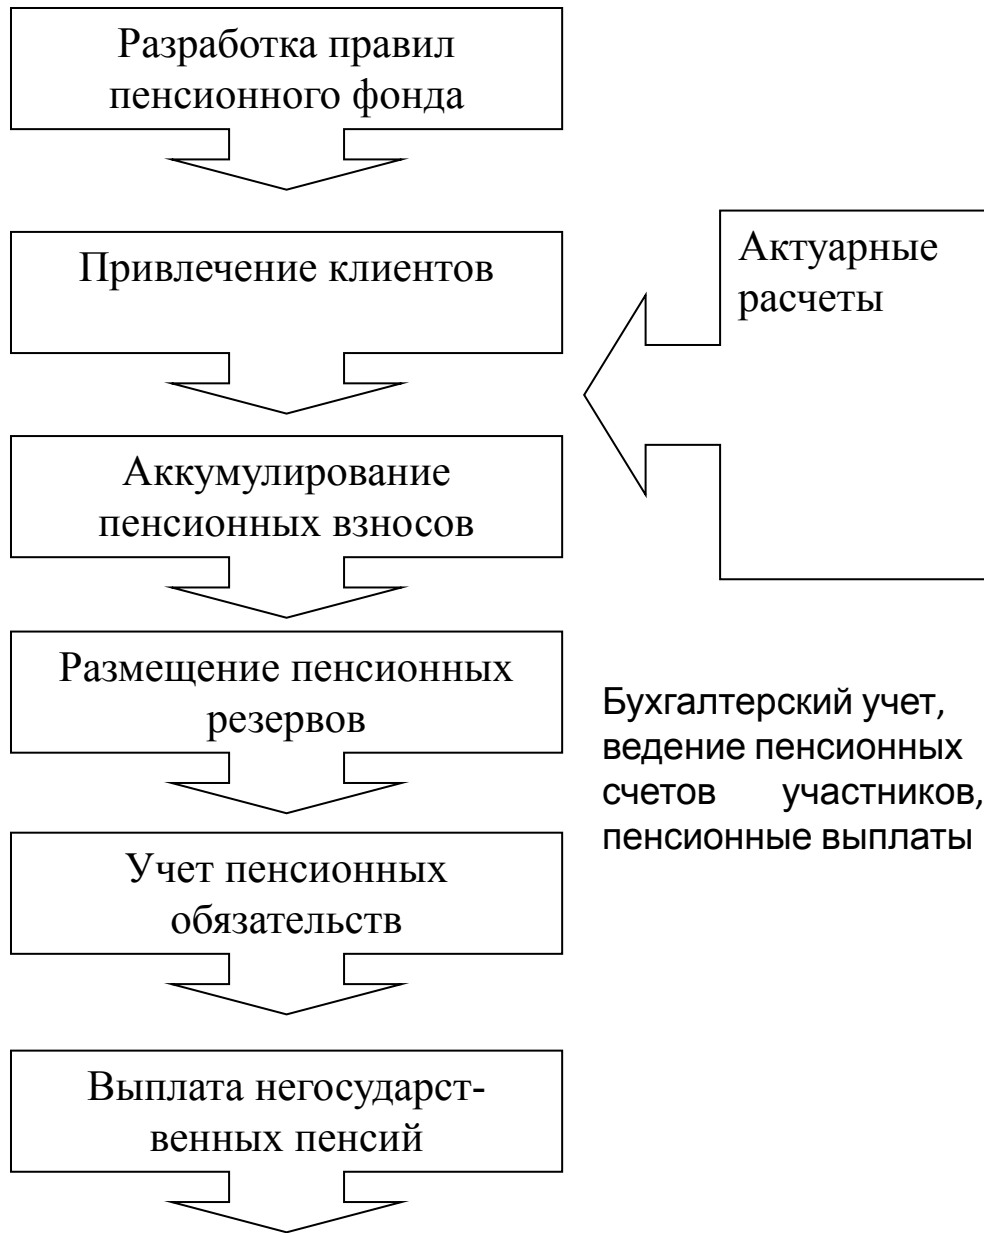 Разработка правил
пенсионного фонда
Привлечение клиентов
Актуарные
расчеты
Аккумулирование
пенсионных взносов
Размещение пенсионных
резервов
Бухгалтерский учет,
ведение пенсионных
счетов участников,
пенсионные выплаты
Учет пенсионных
обязательств
Выплата негосударст-
венных пенсий